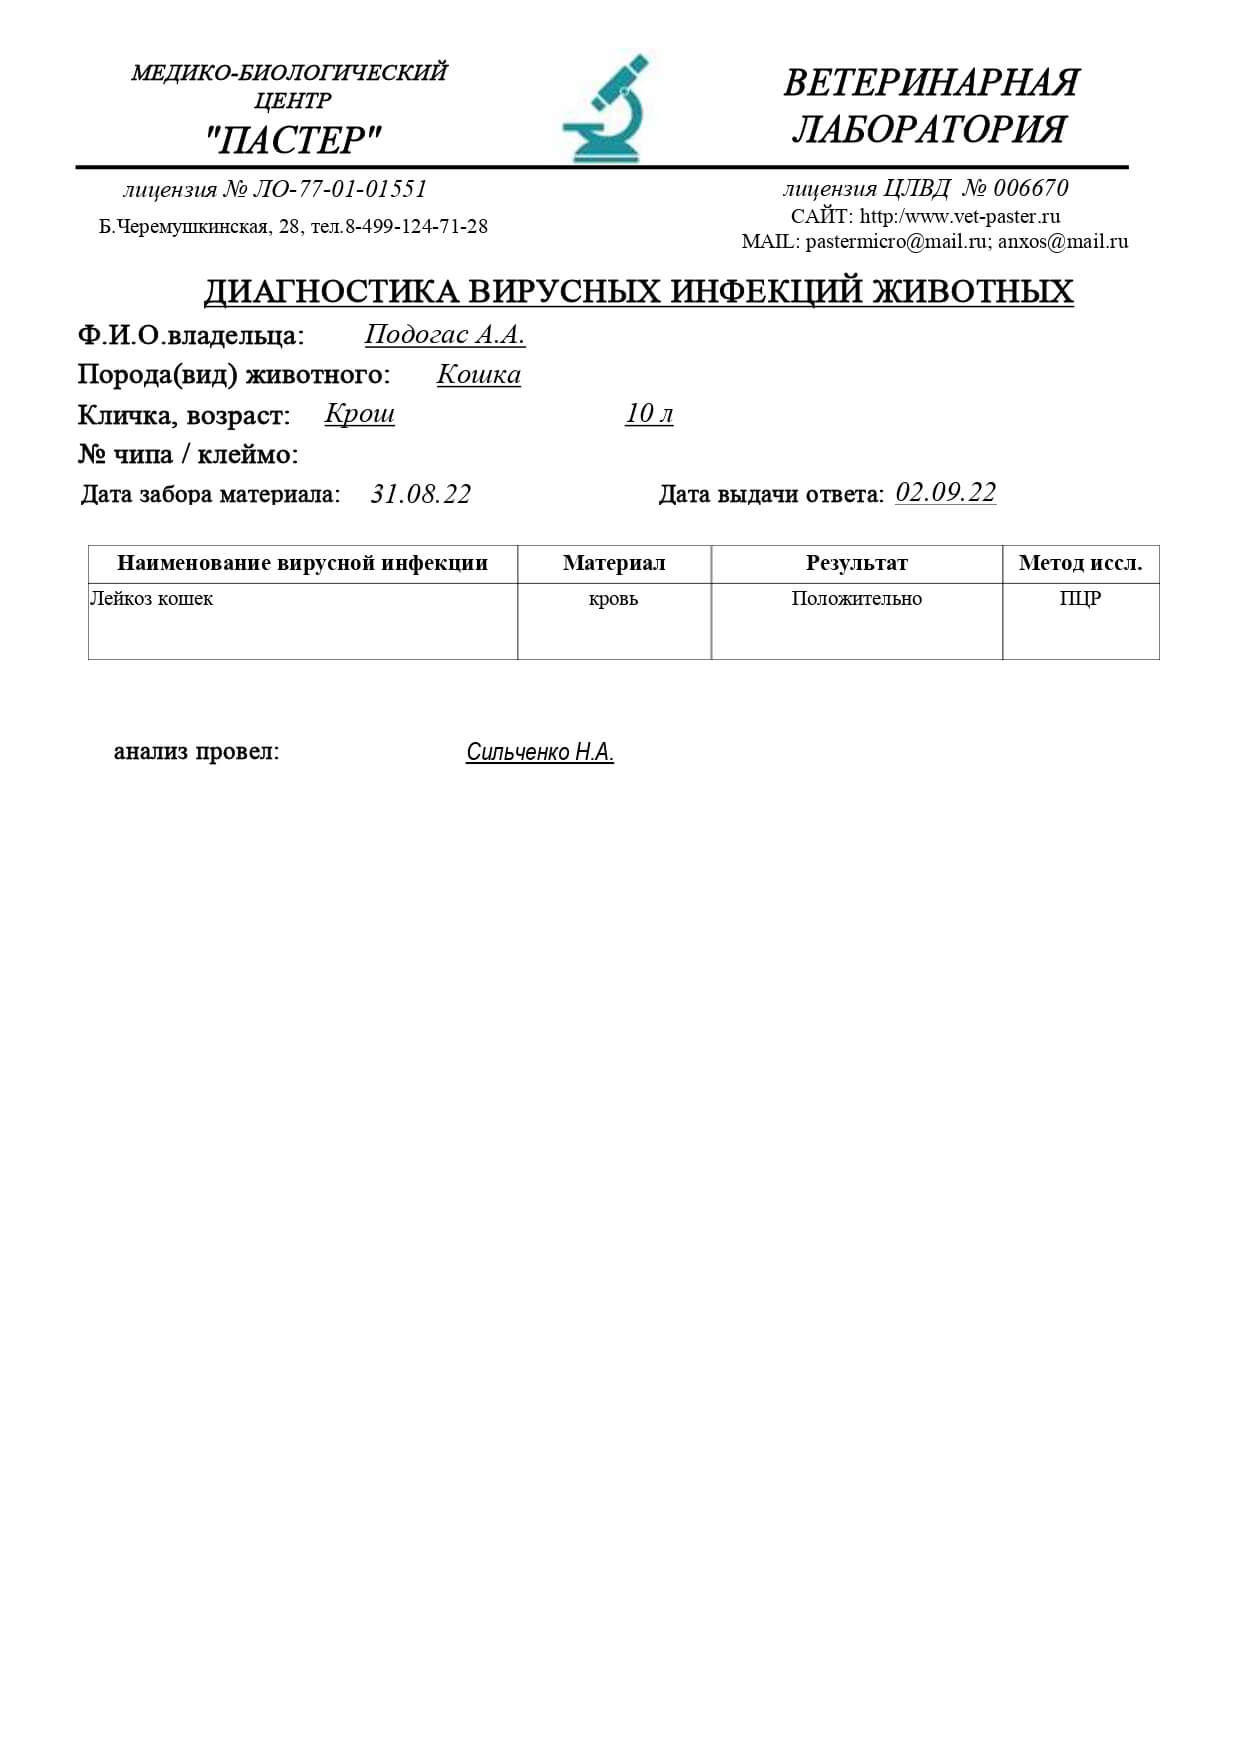 МЕДИКО-БИОЛОГИЧЕСКИЙ
ЦЕНТР
"ПАСТЕР"
ВЕТЕРИНАРНАЯ
ЛАБОРАТОРИЯ
лицензия № ЛО-77-01-01551
Б.Черемушкинская, 28, тел.8-499-124-71-28
лицензия ЦЛВД № 006670
САЙТ: http:/www.vet-paster.ru
MAIL: pastermicro@mail.ru; anxos@mail.ru
ДИАГНОСТИКА ВИРУСНЫХ ИНФЕКЦИЙ ЖИВОТНЫХ
Ф.И.О.владельца: Подогас А.А.
Порода(вид) животного: Кошка
Кличка, возраст: Крош 10 л
№ чипа / клеймо:
Дата забора материала: 31.08.22 Дата выдачи ответа: 02.09.22
Наименование вирусной инфекции Материал Результат Метод иссл.
Лейкоз кошек кровь Положительно ПЦР
анализ провел: Сильченко Н.А.